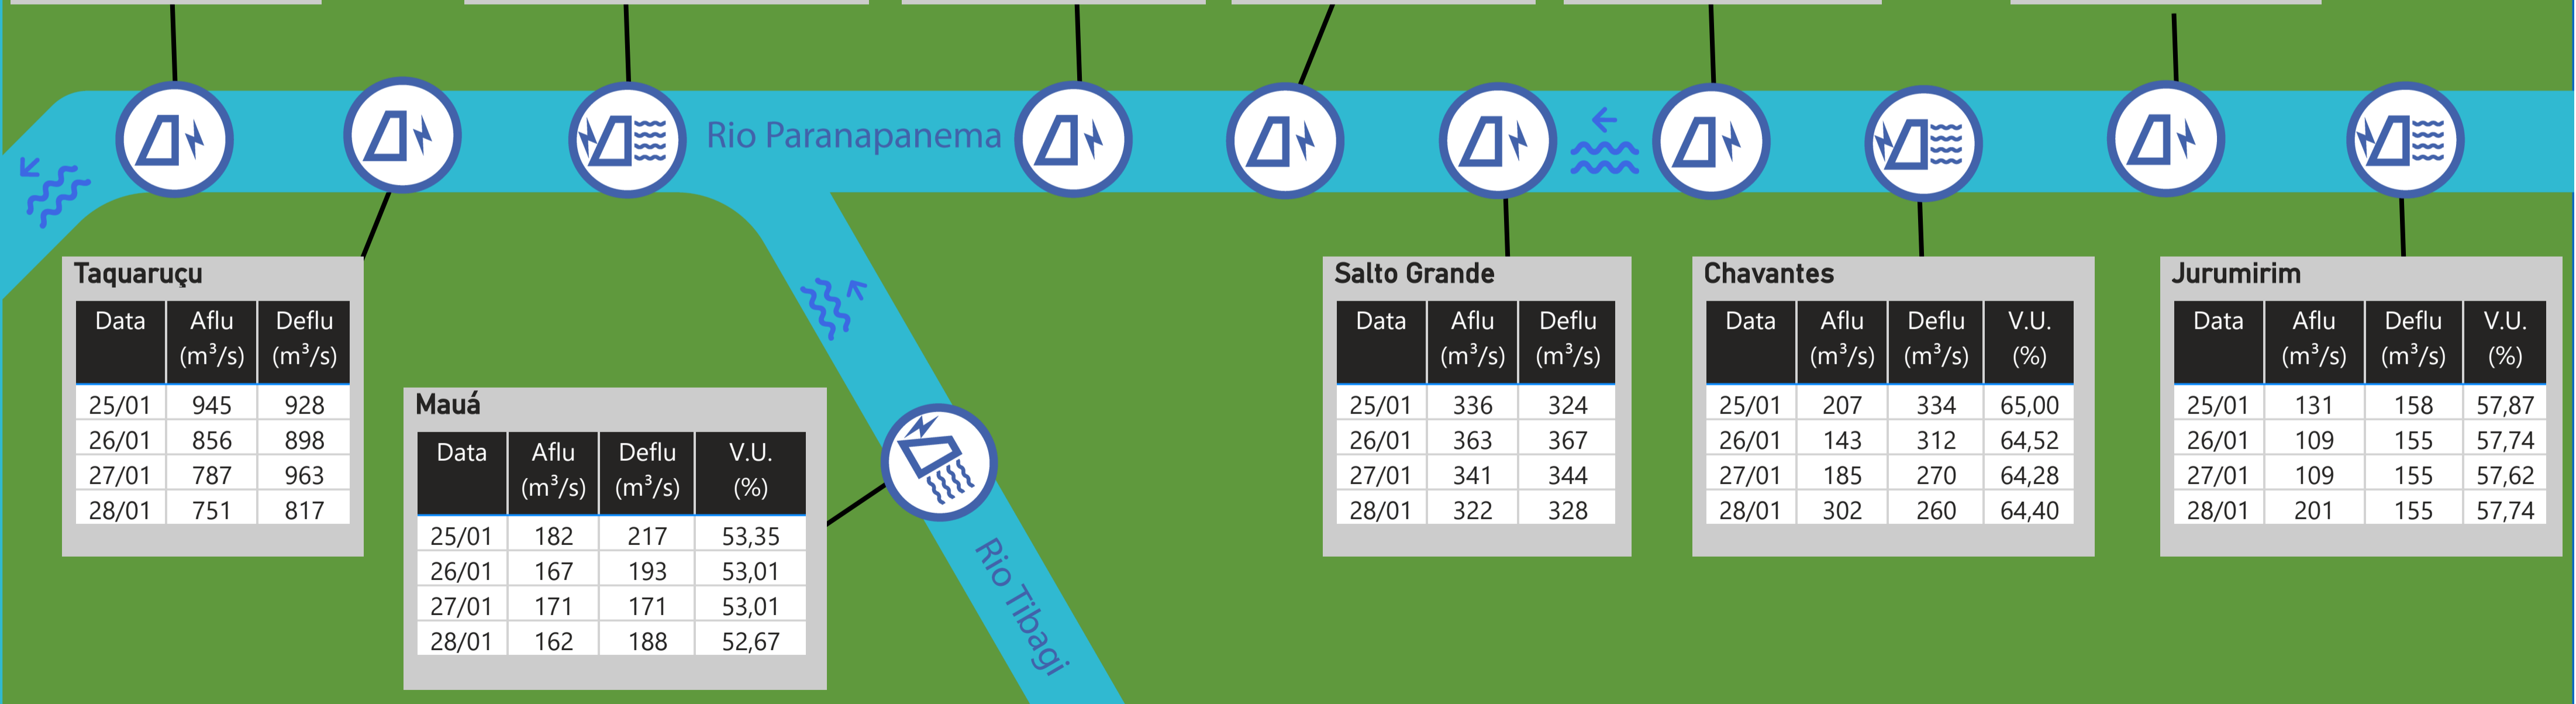 Rio Paranapanema
Taquaruçu
Data Aflu (m³/s) Deflu (m³/s)
25/01 945 928
26/01 856 898
27/01 787 963
28/01 751 817
Mauá
Data Aflu (m³/s) Deflu (m³/s) V.U. (%)
25/01 182 217 53,35
26/01 167 193 53,01
27/01 171 171 53,01
28/01 162 188 52,67
Rio Tibagi
Salto Grande
Data Aflu (m³/s) Deflu (m³/s)
25/01 336 324
26/01 363 367
27/01 341 344
28/01 322 328
Chavantes
Data Aflu (m³/s) Deflu (m³/s) V.U. (%)
25/01 207 334 65,00
26/01 143 312 64,52
27/01 185 270 64,28
28/01 302 260 64,40
Jurumirim
Data Aflu (m³/s) Deflu (m³/s) V.U. (%)
25/01 131 158 57,87
26/01 109 155 57,74
27/01 109 155 57,62
28/01 201 155 57,74